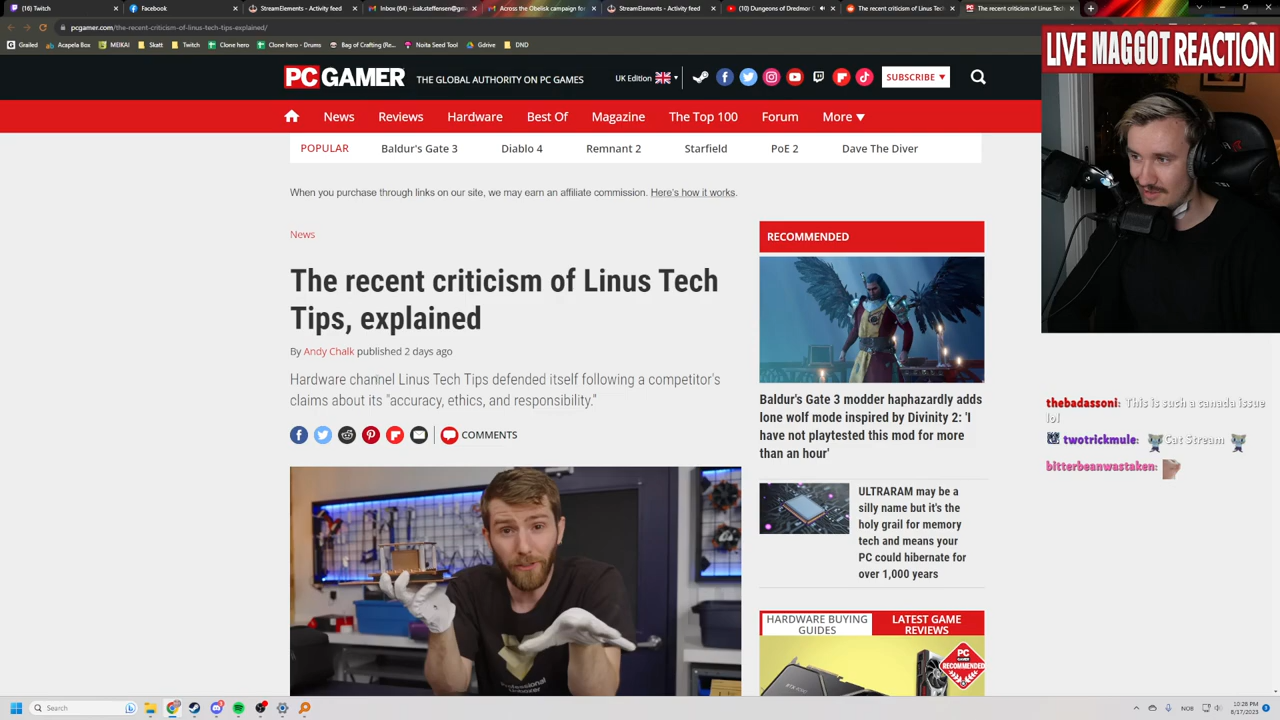 (6) Twitch
Facebook
StreamElements - Activity feed
Inbox (64) - isak.steffensen@gm
Across the Obelisk campaign for
StreamElements - Activity feed
(10) Dungeons of Dredmor
The recent criticism of Linus Te
The recent criticism of Linus Tec
pcgamer.com/the-recent-criticism-of-linus-tech-tips-explained/
Grailed
Acapela Box
MEIKAI
Skatt
Twitch
Clone hero
Clone hero - Drums
Bag of Crafting (Re...
Noita Seed Tool
Gdrive
DND
LIVE MAGGOT REACTION
PC GAMER
THE GLOBAL AUTHORITY ON PC GAMES
UK Edition
SUBSCRIBE
News
Reviews
Hardware
Best Of
Magazine
The Top 100
Forum
More
POPULAR
Baldur's Gate 3
Diablo 4
Remnant 2
Starfield
PoE 2
Dave The Diver
When you purchase through links on our site, we may earn an affiliate commission. Here's how it works.
News
The recent criticism of Linus Tech
Tips, explained
By Andy Chalk published 2 days ago
Hardware channel Linus Tech Tips defended itself following a competitor's
claims about its "accuracy, ethics, and responsibility."
COMMENTS
RECOMMENDED
Baldur's Gate 3 modder haphazardly adds
lone wolf mode inspired by Divinity 2: 'I
have not playtested this mod for more
than an hour'
ULTRARAM may be a
silly name but it's the
holy grail for memory
tech and means your
PC could hibernate for
over 1,000 years
HARDWARE BUYING
GUIDES
LATEST GAME
REVIEWS
PC
GAMER
RECOMMENDED
thebadassoni: This is such a canada issue
lol
twotrickmule: Cat Stream
bitterbeanwastaken:
Search
NOB
10:28 PM
8/17/2023